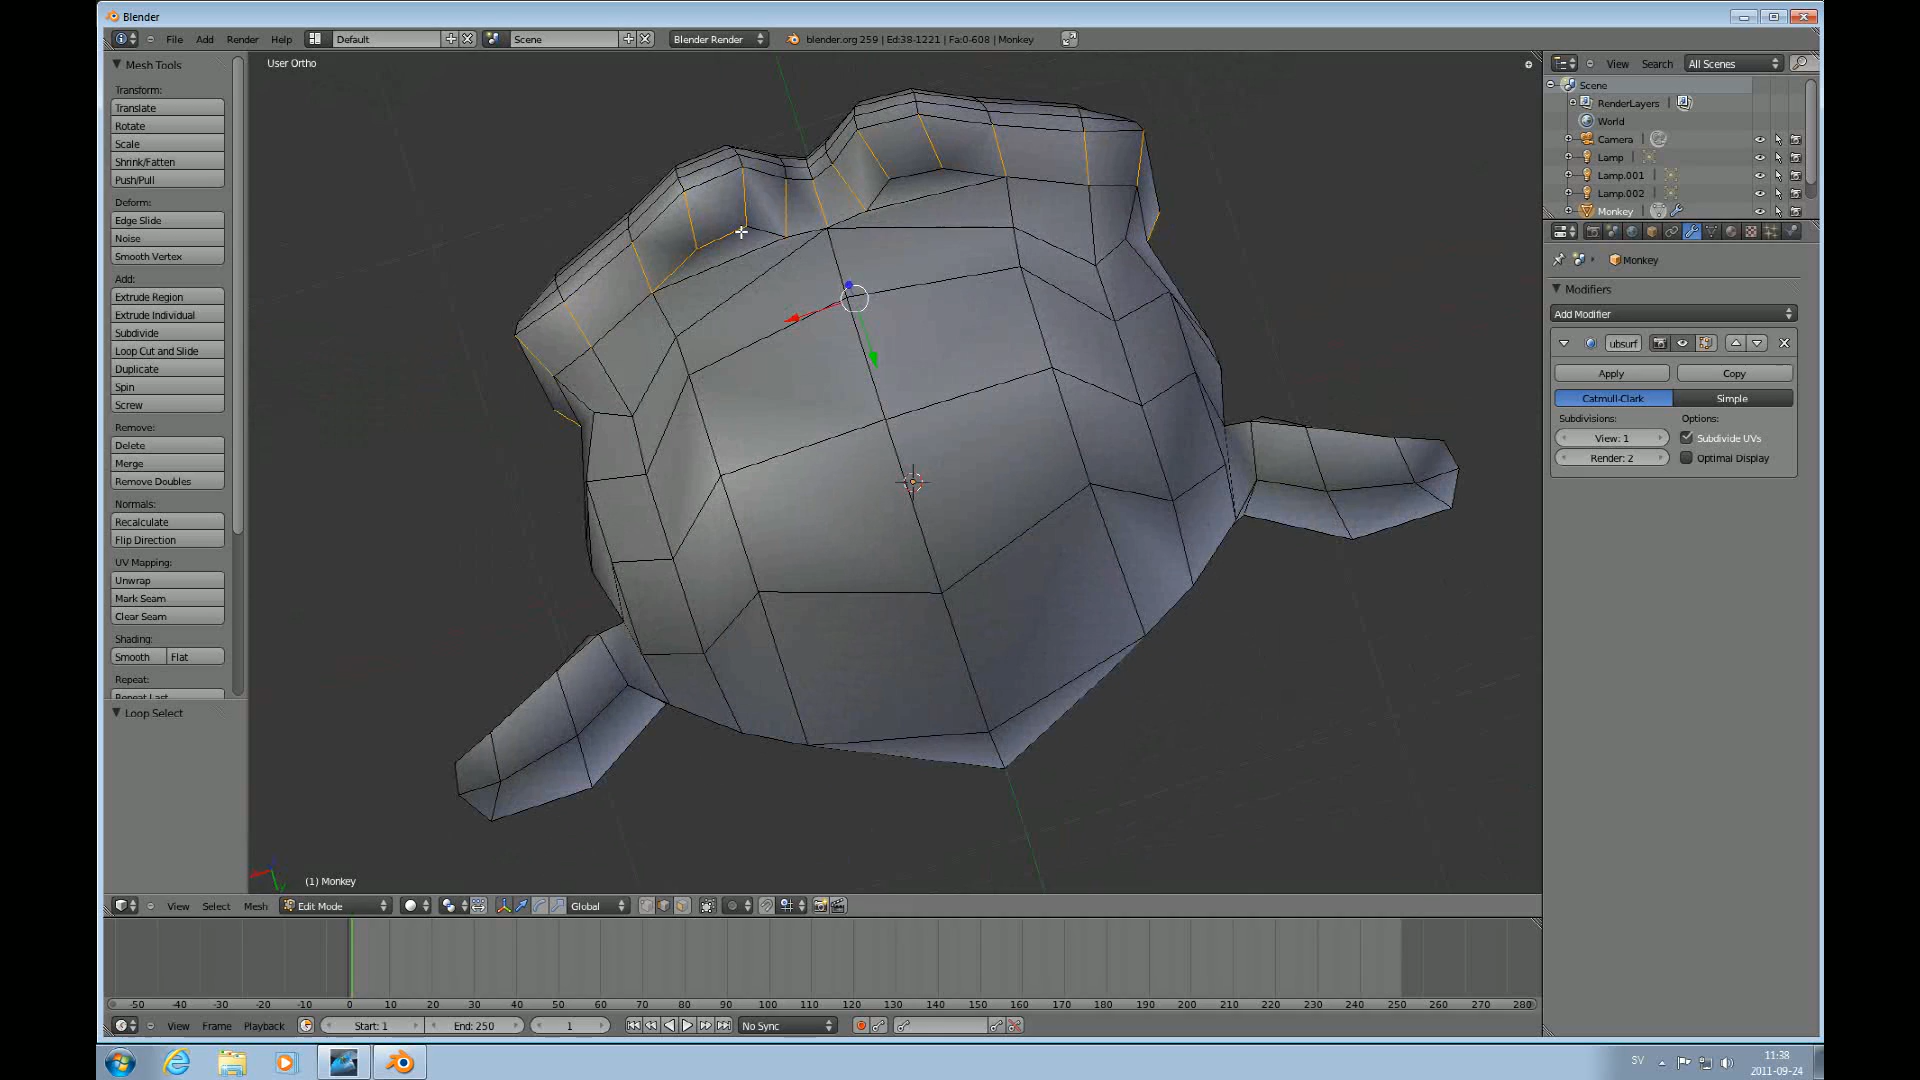 Blender
File Add Render Help Default Scene Blender Render blender.org 259 | Ed:38-1221 | Fa:0-608 | Monkey
Mesh Tools
Transform:
Translate
Rotate
Scale
Shrink/Fatten
Push/Pull
Deform:
Edge Slide
Noise
Smooth Vertex
Add:
Extrude Region
Extrude Individual
Subdivide
Loop Cut and Slide
Duplicate
Spin
Screw
Remove:
Delete
Merge
Remove Doubles
Normals:
Recalculate
Flip Direction
UV Mapping:
Unwrap
Mark Seam
Clear Seam
Shading:
Smooth Flat
Repeat:
Repeat Last
Loop Select
User Ortho
(1) Monkey
View Select Mesh Edit Mode Global
-50 -40 -30 -20 -10 0 10 20 30 40 50 60 70 80 90 100 110 120 130 140 150 160 170 180 190 200 210 220 230 240 250 260 270 280
View Frame Playback Start: 1 End: 250 1 No Sync
View Search All Scenes
Scene
RenderLayers
World
Camera
Lamp
Lamp.001
Lamp.002
Monkey
Monkey
Modifiers
Add Modifier
ubsurf
Apply Copy
Catmull-Clark Simple
Subdivisions: Options:
View: 1 Subdivide UVs
Render: 2 Optimal Display
SV
11:38
2011-09-24